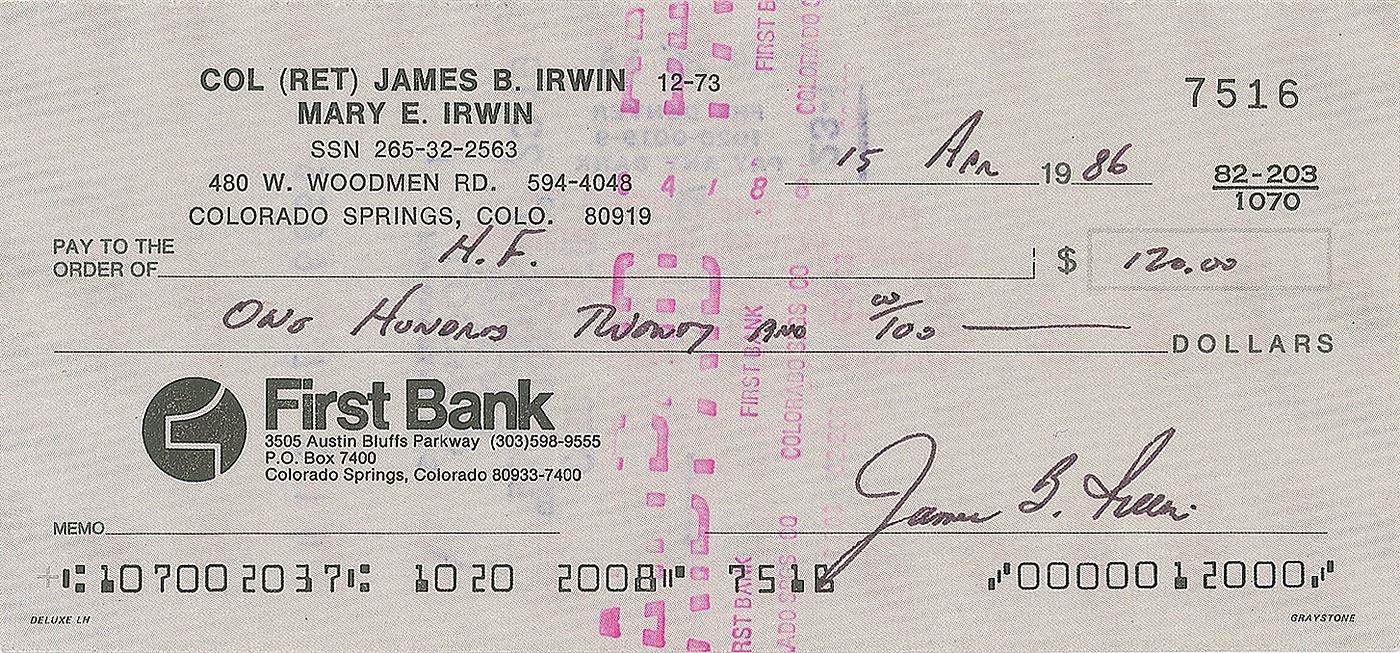 COL (RET) JAMES B. IRWIN 12-73
MARY E. IRWIN
SSN 265-32-2563
480 W. WOODMEN RD. 594-4048
COLORADO SPRINGS, COLO. 80919
7516
15 Apr 1986
82-203
1070
PAY TO THE
ORDER OF H.F. $ 120.00
One Hundred Twenty and 00/100 DOLLARS
First Bank
3505 Austin Bluffs Parkway (303)598-9555
P.O. Box 7400
Colorado Springs, Colorado 80933-7400
MEMO
James B. Irwin
⑆107002037⑆ 1020 2008⑈ 7516 ⑈0000012000⑈
DELUXE LH
GRAYSTONE
FIRST BANK